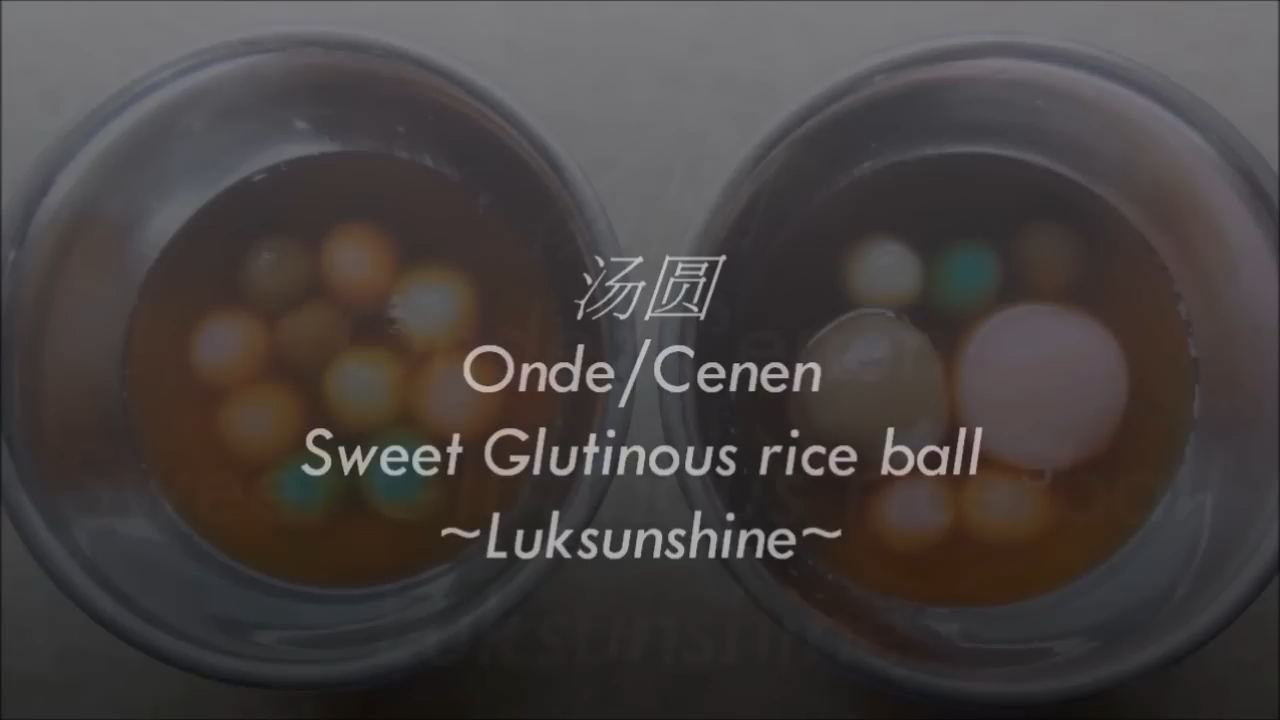 汤圆
Onde/Cenen
Sweet Glutinous rice ball
~Luksunshine~